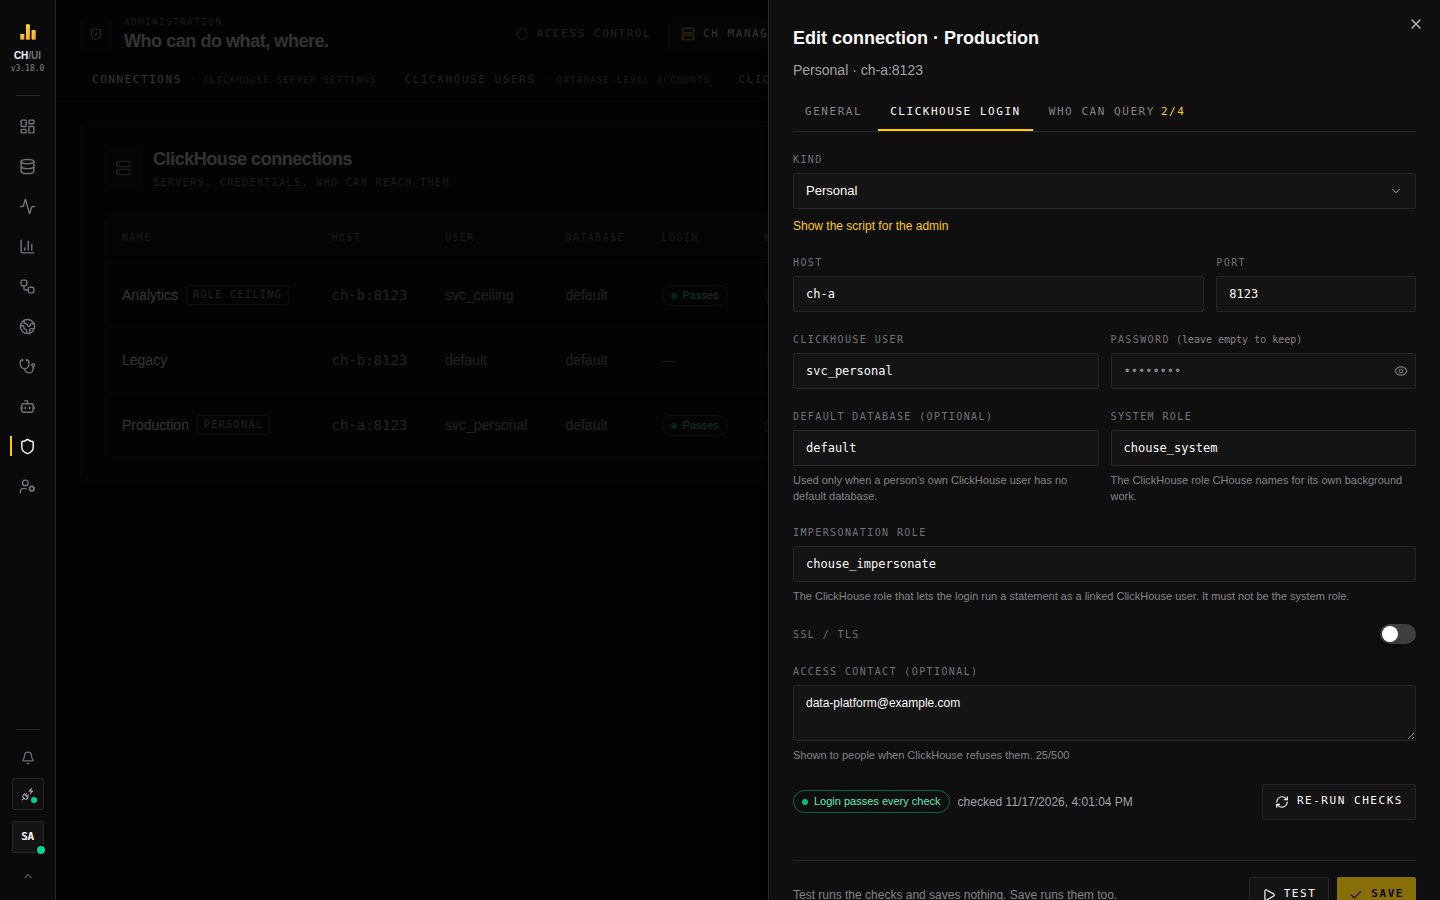 CH/UI
v3.18.0
SA
ADMINISTRATION
Who can do what, where.
ACCESS CONTROL
CH MANAG
CONNECTIONS · CLICKHOUSE SERVER SETTINGS
CLICKHOUSE USERS · DATABASE-LEVEL ACCOUNTS
CLIC
ClickHouse connections
SERVERS, CREDENTIALS, WHO CAN REACH THEM
NAME HOST USER DATABASE LOGIN
Analytics ROLE CEILING ch-b:8123 svc_ceiling default Passes
Legacy ch-b:8123 default default —
Production PERSONAL ch-a:8123 svc_personal default Passes
Edit connection · Production
Personal · ch-a:8123
GENERAL CLICKHOUSE LOGIN WHO CAN QUERY 2/4
KIND
Personal
Show the script for the admin
HOST PORT
ch-a 8123
CLICKHOUSE USER PASSWORD (leave empty to keep)
svc_personal ••••••••
DEFAULT DATABASE (OPTIONAL) SYSTEM ROLE
default chouse_system
Used only when a person's own ClickHouse user has no
default database.
The ClickHouse role CHouse names for its own background
work.
IMPERSONATION ROLE
chouse_impersonate
The ClickHouse role that lets the login run a statement as a linked ClickHouse user. It must not be the system role.
SSL / TLS
ACCESS CONTACT (OPTIONAL)
data-platform@example.com
Shown to people when ClickHouse refuses them. 25/500
Login passes every check checked 11/17/2026, 4:01:04 PM RE-RUN CHECKS
Test runs the checks and saves nothing. Save runs them too. TEST SAVE